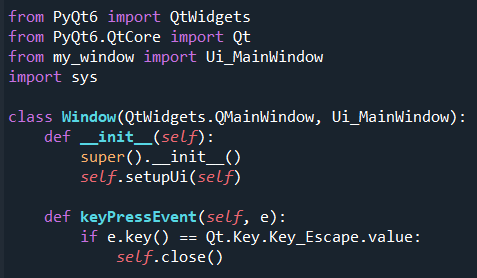 from PyQt6 import QtWidgets
from PyQt6.QtCore import Qt
from my_window import Ui_MainWindow
import sys

class Window(QtWidgets.QMainWindow, Ui_MainWindow):
    def __init__(self):
        super().__init__()
        self.setupUi(self)

    def keyPressEvent(self, e):
        if e.key() == Qt.Key.Key_Escape.value:
            self.close()